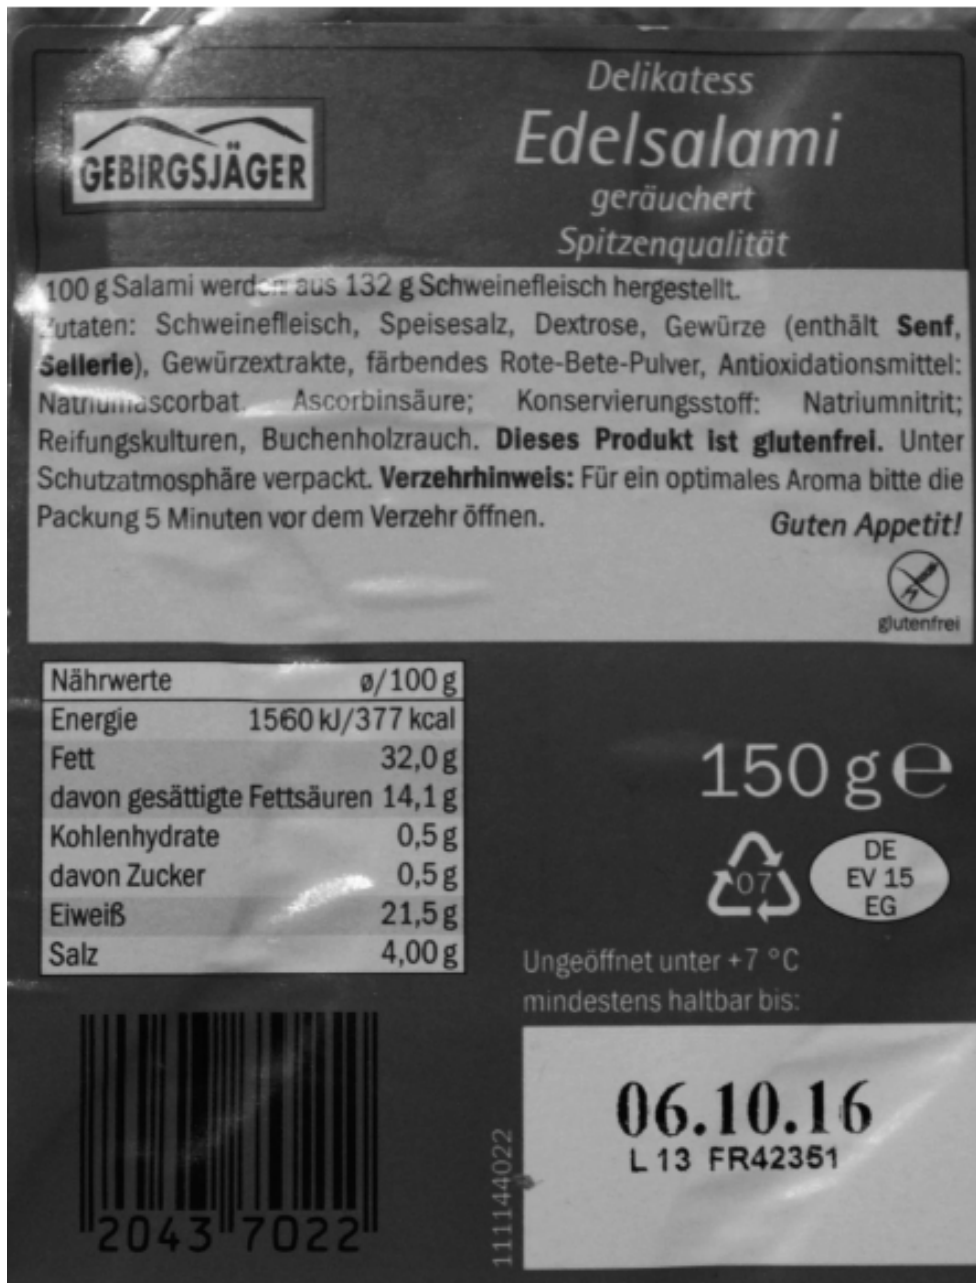 Delikatess
Edelsalami
geräuchert
Spitzenqualität
GEBIRGSJÄGER
100 g Salami werden aus 132 g Schweinefleisch hergestellt.
Zutaten: Schweinefleisch, Speisesalz, Dextrose, Gewürze (enthält Senf,
Sellerie), Gewürzextrakte, färbendes Rote-Bete-Pulver, Antioxidationsmittel:
Natriumascorbat, Ascorbinsäure; Konservierungsstoff: Natriumnitrit;
Reifungskulturen, Buchenholzrauch. Dieses Produkt ist glutenfrei. Unter
Schutzatmosphäre verpackt. Verzehrhinweis: Für ein optimales Aroma bitte die
Packung 5 Minuten vor dem Verzehr öffnen.
Guten Appetit!
glutenfrei
Nährwerte ø/100 g
Energie 1560 kJ/377 kcal
Fett 32,0 g
davon gesättigte Fettsäuren 14,1 g
Kohlenhydrate 0,5 g
davon Zucker 0,5 g
Eiweiß 21,5 g
Salz 4,00 g
150 g e
07
DE
EV 15
EG
Ungeöffnet unter +7 °C
mindestens haltbar bis:
06.10.16
L 13 FR42351
111144022
2043 7022